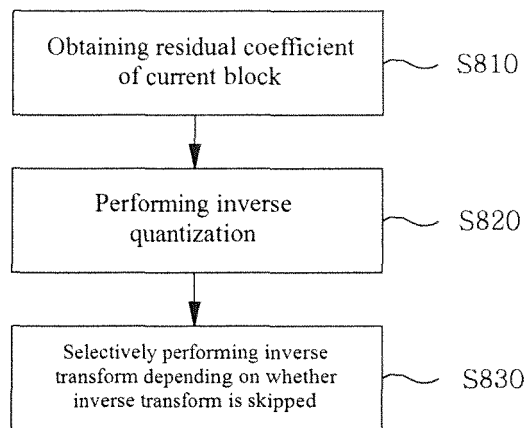 Obtaining residual coefficient
of current block
S810
Performing inverse
quantization
S820
Selectively performing inverse
transform depending on whether
inverse transform is skipped
S830